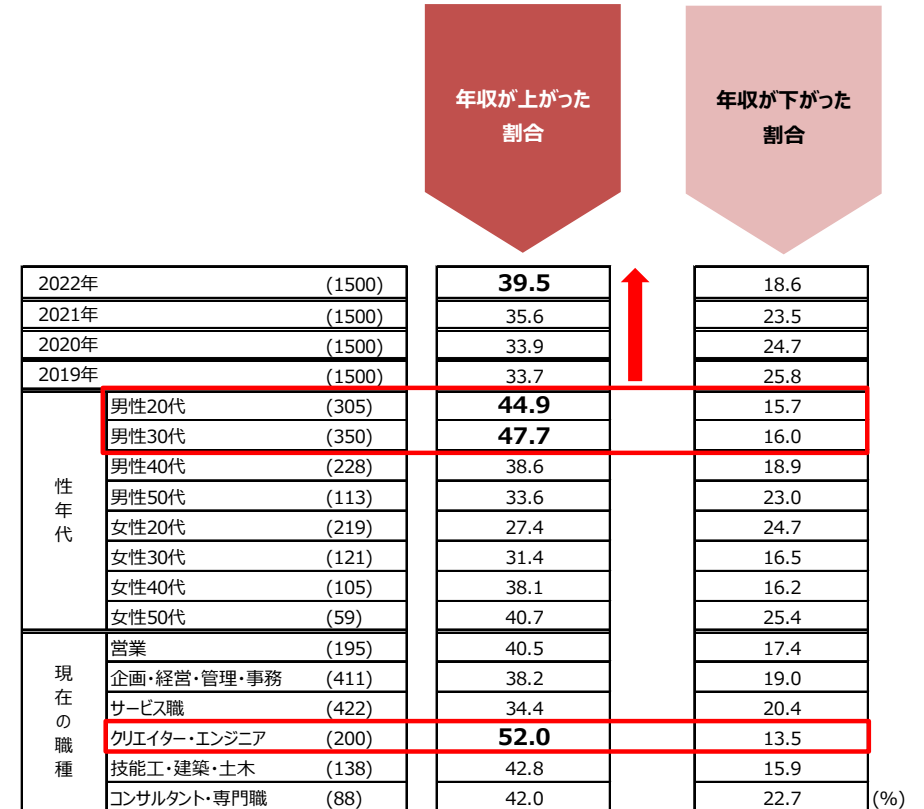 年収が上がった
割合
年収が下がった
割合
2022年 (1500) 39.5 18.6
2021年 (1500) 35.6 23.5
2020年 (1500) 33.9 24.7
2019年 (1500) 33.7 25.8
性年代
男性20代 (305) 44.9 15.7
男性30代 (350) 47.7 16.0
男性40代 (228) 38.6 18.9
男性50代 (113) 33.6 23.0
女性20代 (219) 27.4 24.7
女性30代 (121) 31.4 16.5
女性40代 (105) 38.1 16.2
女性50代 (59) 40.7 25.4
現在の職種
営業 (195) 40.5 17.4
企画・経営・管理・事務 (411) 38.2 19.0
サービス職 (422) 34.4 20.4
クリエイター・エンジニア (200) 52.0 13.5
技能工・建築・土木 (138) 42.8 15.9
コンサルタント・専門職 (88) 42.0 22.7 (%)